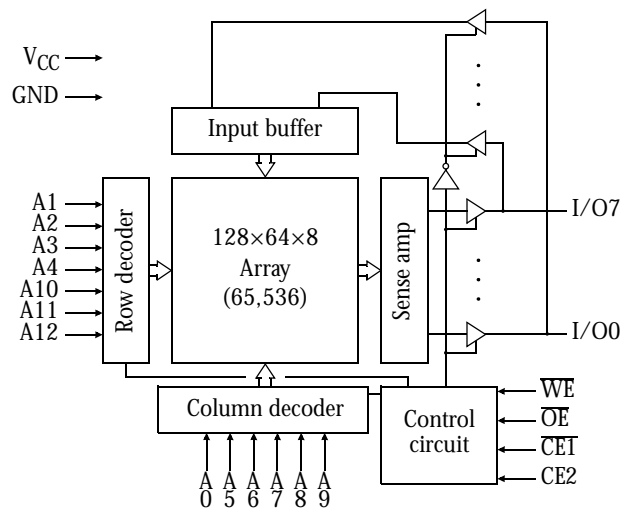 VCC
GND
Input buffer
A1
A2
A3
A4
A10
A11
A12
Row decoder
128×64×8
Array
(65,536)
Sense amp
I/O7
I/O0
Column decoder
A0
A5
A6
A7
A8
A9
Control
circuit
WE
OE
CE1
CE2